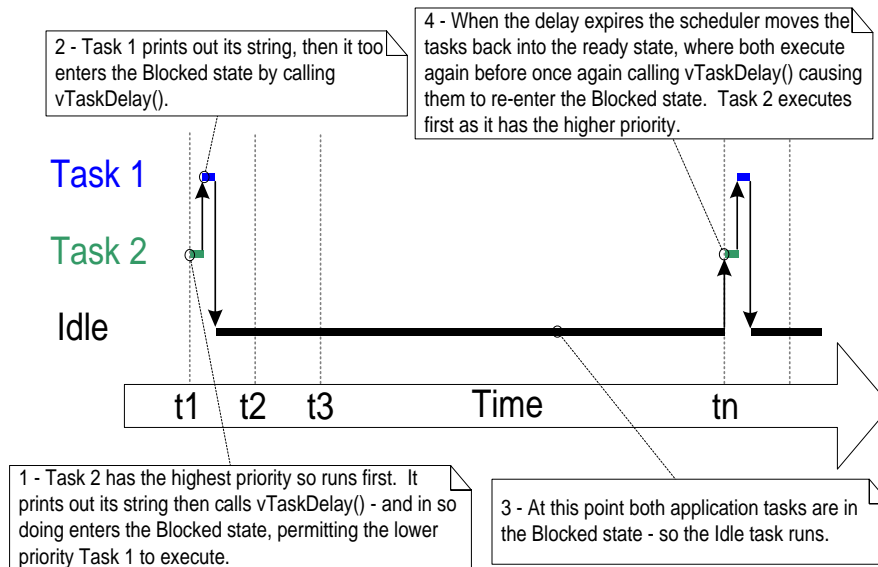 2 - Task 1 prints out its string, then it too
enters the Blocked state by calling
vTaskDelay().
4 - When the delay expires the scheduler moves the
tasks back into the ready state, where both execute
again before once again calling vTaskDelay() causing
them to re-enter the Blocked state.  Task 2 executes
first as it has the higher priority.
Task 1
Task 2
Idle
t1
t2
t3
Time
tn
1 - Task 2 has the highest priority so runs first.  It
prints out its string then calls vTaskDelay() - and in so
doing enters the Blocked state, permitting the lower
priority Task 1 to execute.
3 - At this point both application tasks are in
the Blocked state - so the Idle task runs.